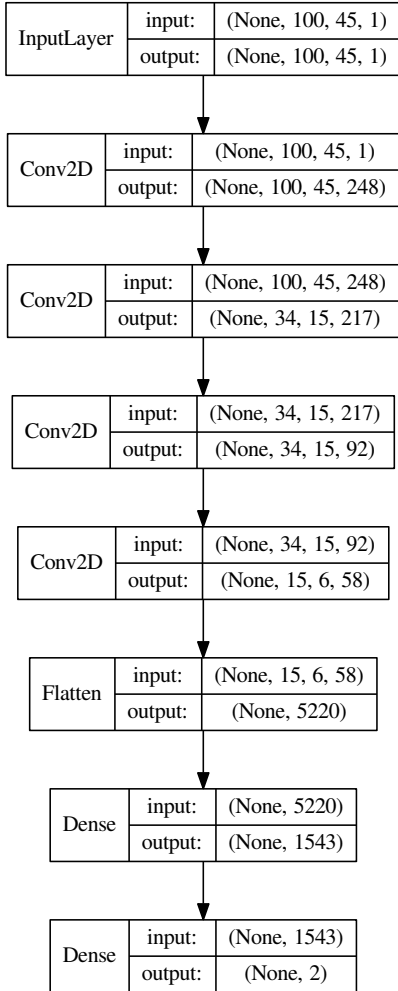 InputLayer
input: (None, 100, 45, 1)
output: (None, 100, 45, 1)
Conv2D
input: (None, 100, 45, 1)
output: (None, 100, 45, 248)
Conv2D
input: (None, 100, 45, 248)
output: (None, 34, 15, 217)
Conv2D
input: (None, 34, 15, 217)
output: (None, 34, 15, 92)
Conv2D
input: (None, 34, 15, 92)
output: (None, 15, 6, 58)
Flatten
input: (None, 15, 6, 58)
output: (None, 5220)
Dense
input: (None, 5220)
output: (None, 1543)
Dense
input: (None, 1543)
output: (None, 2)